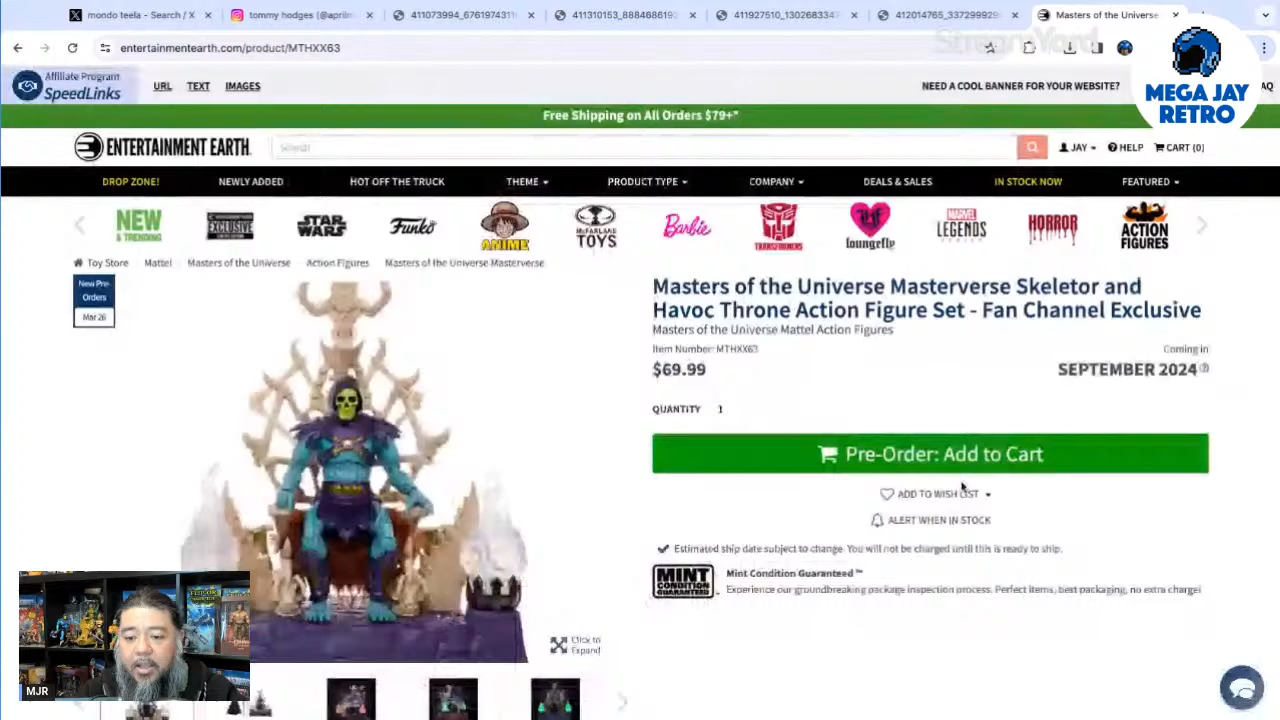 mondo teela - Search / X
tommy hodges (@aprilm
411073994_676197431
411310153_888468619
411927510_130268334
412014765_337299929
Masters of the Universe
entertainmentearth.com/product/MTHXX63
StreamYard
Affiliate Program
SpeedLinks
URL TEXT IMAGES
NEED A COOL BANNER FOR YOUR WEBSITE?
AQ
MEGA JAY
RETRO
Free Shipping on All Orders $79+*
ENTERTAINMENT EARTH
Search
JAY
HELP
CART (0)
DROP ZONE!
NEWLY ADDED
HOT OFF THE TRUCK
THEME
PRODUCT TYPE
COMPANY
DEALS & SALES
IN STOCK NOW
FEATURED
NEW
& TRENDING
EXCLUSIVE
STAR
WARS
Funko
ANIME
McFARLANE
TOYS
Barbie
TRANSFORMERS
loungefly
MARVEL
LEGENDS
HORROR
ACTION
FIGURES
Toy Store
Mattel
Masters of the Universe
Action Figures
Masters of the Universe Masterverse
New Pre-
Orders
Mar 26
Masters of the Universe Masterverse Skeletor and
Havoc Throne Action Figure Set - Fan Channel Exclusive
Masters of the Universe Mattel Action Figures
Item Number: MTHXX63
Coming in
$69.99
SEPTEMBER 2024
QUANTITY 1
Pre-Order: Add to Cart
ADD TO WISH LIST
ALERT WHEN IN STOCK
Estimated ship date subject to change. You will not be charged until this is ready to ship.
MINT
CONDITION
GUARANTEED
Mint Condition Guaranteed™
Experience our groundbreaking package inspection process. Perfect items, best packaging, no extra charge!
Click to
Expand
MJR